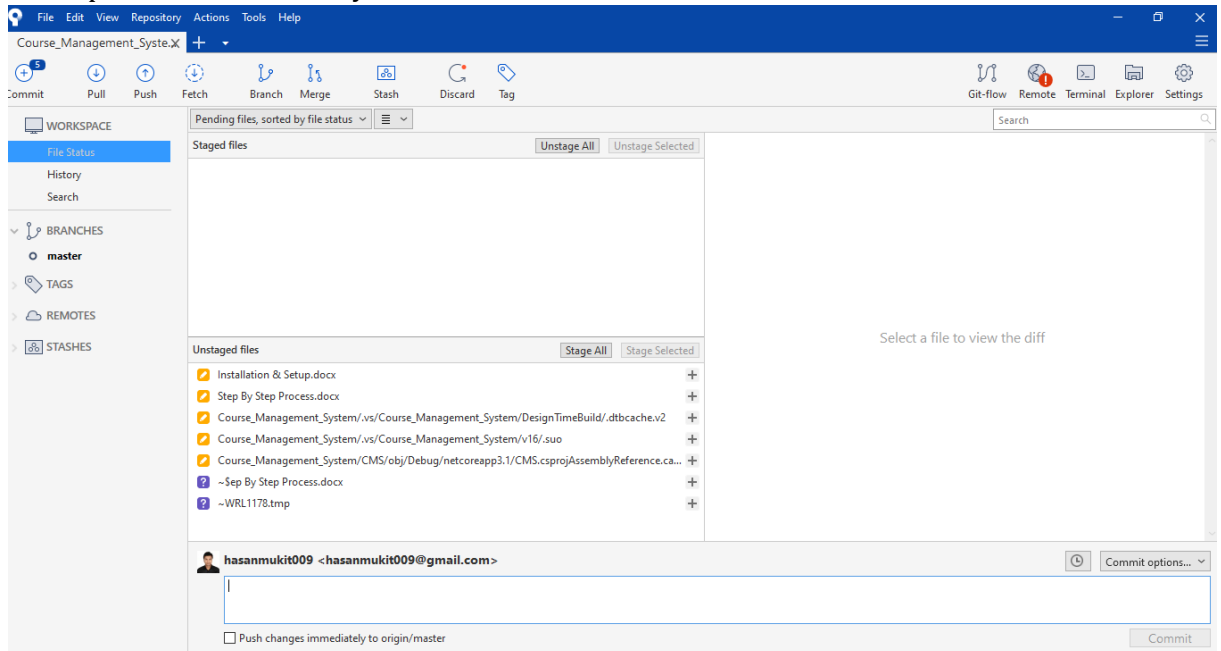 File Edit View Repository Actions Tools Help
Course_Management_Syste
5
Commit Pull Push Fetch Branch Merge Stash Discard Tag Git-flow Remote Terminal Explorer Settings
WORKSPACE
File Status
History
Search
BRANCHES
master
TAGS
REMOTES
STASHES
Pending files, sorted by file status
Search
Staged files Unstage All Unstage Selected
Select a file to view the diff
Unstaged files Stage All Stage Selected
Installation & Setup.docx
Step By Step Process.docx
Course_Management_System/.vs/Course_Management_System/DesignTimeBuild/.dtbcache.v2
Course_Management_System/.vs/Course_Management_System/v16/.suo
Course_Management_System/CMS/obj/Debug/netcoreapp3.1/CMS.csprojAssemblyReference.ca...
~$ep By Step Process.docx
~WRL1178.tmp
hasanmukit009 <hasanmukit009@gmail.com>
Commit options...
Push changes immediately to origin/master
Commit